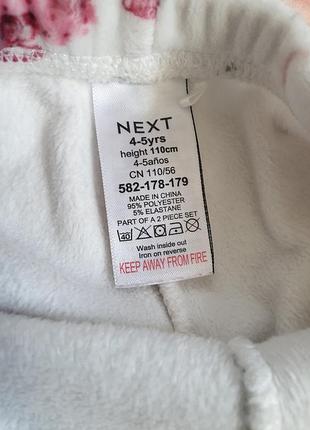 NEXT
4-5yrs
height 110cm
4-5años
CN 110/56
582-178-179
MADE IN CHINA
95% POLYESTER
5% ELASTANE
PART OF A 2 PIECE SET
40
Wash inside out
Iron on reverse
KEEP AWAY FROM FIRE